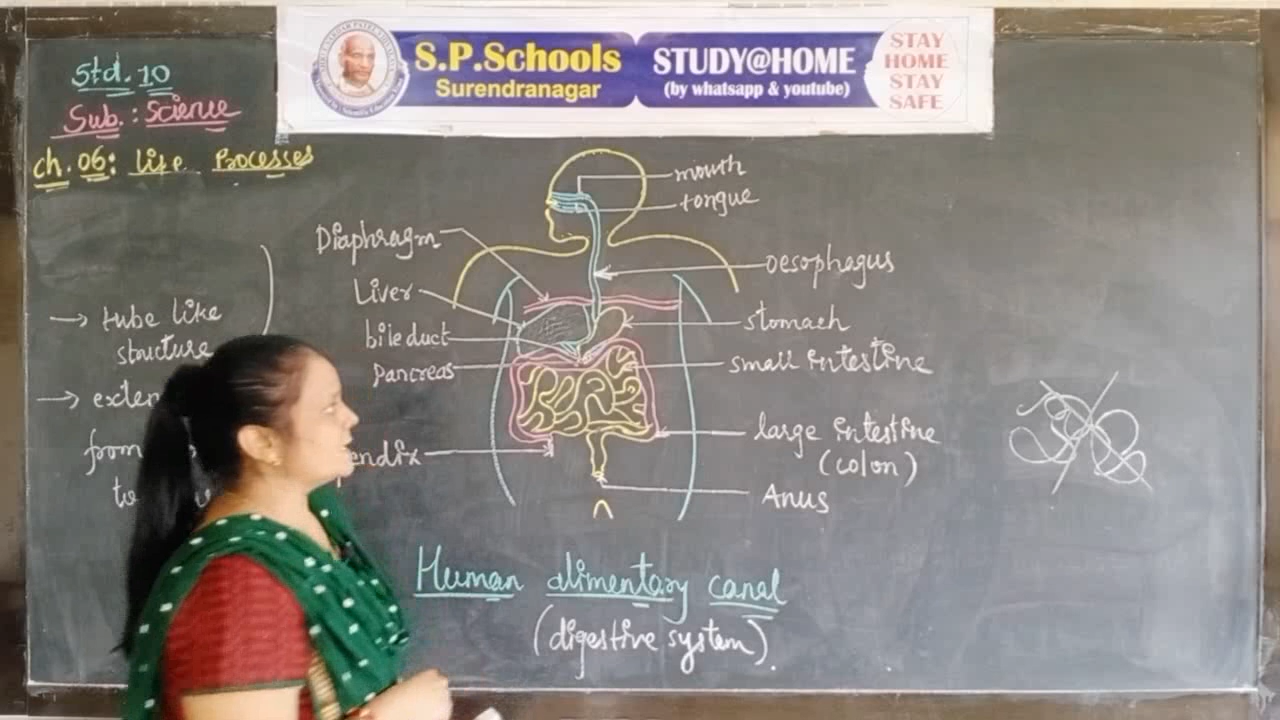 S.P.Schools
Surendranagar
STUDY@HOME
(by whatsapp & youtube)
STAY
HOME
STAY
SAFE
Std. 10
Sub. : Science
Ch. 06: Life Processes
→ tube like
structure
→ exten
from
to
mouth
tongue
Diaphragm
Liver
bile duct
Pancreas
endix
oesophagus
stomach
small intestine
large intestine
(colon)
Anus
Human alimentary canal
(digestive system).